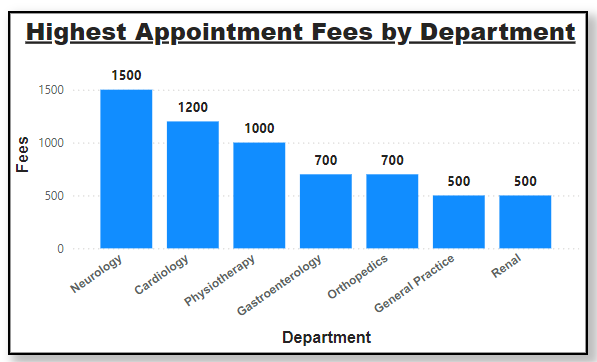 Highest Appointment Fees by Department
1500
1200
1000
700
700
500
500
1500
1000
500
0
Fees
Neurology
Cardiology
Physiotherapy
Gastroenterology
Orthopedics
General Practice
Renal
Department